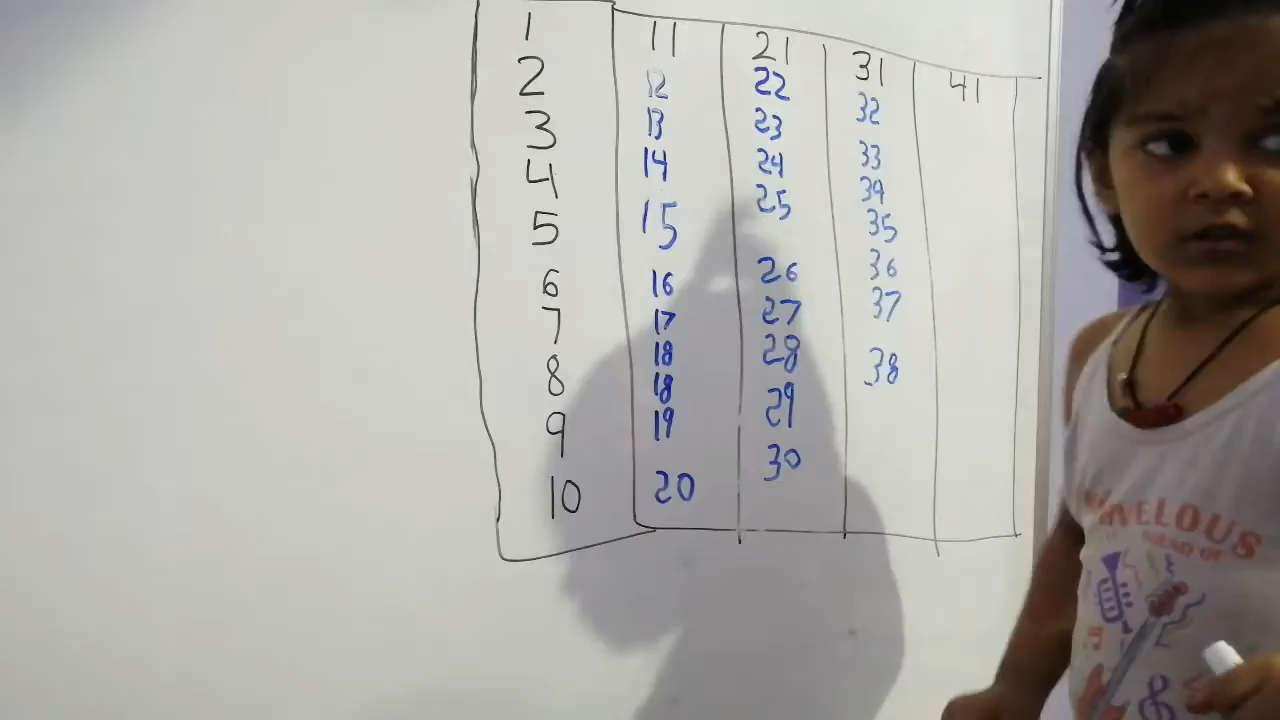 1 11 21 31 41
2 12 22 32
3 13 23 33
4 14 24 34
5 15 25 35
6 16 26 36
7 17 27 37
8 18 28 38
18
9 19 29
10 20 30
MARVELOUS